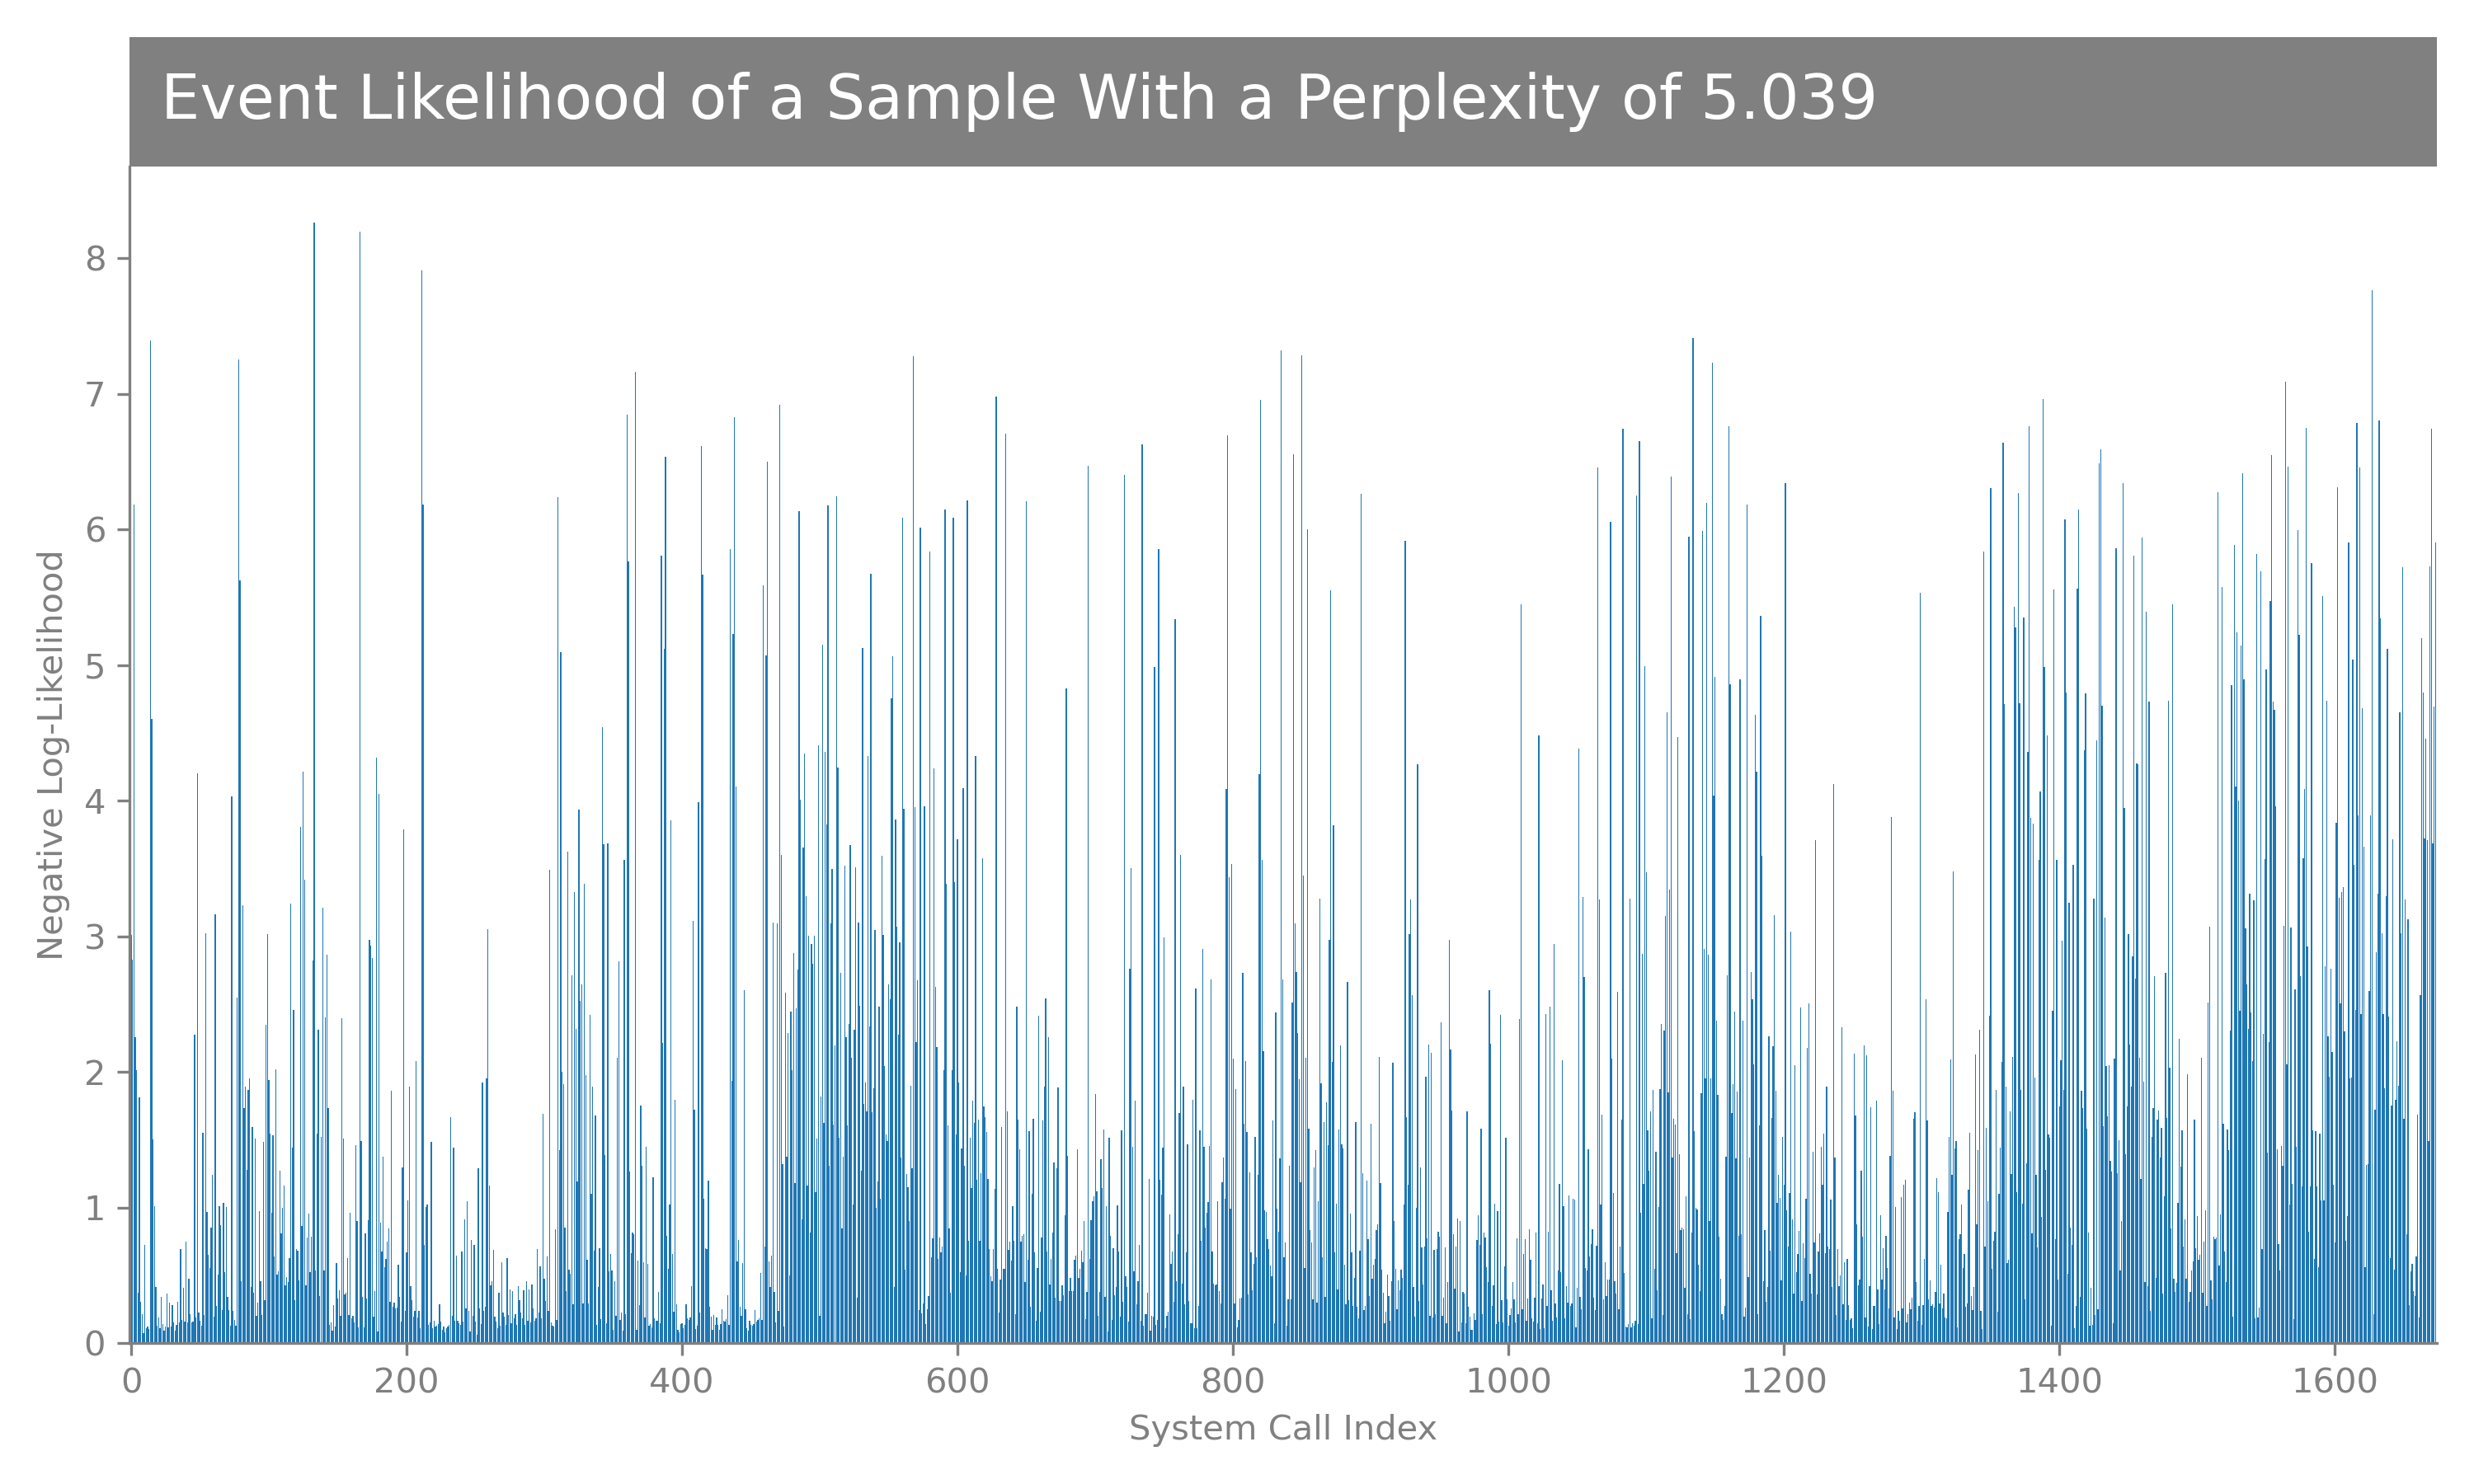 Event Likelihood of a Sample With a Perplexity of 5.039
8
7
6
5
4
3
2
1
0
Negative Log-Likelihood
0 200 400 600 800 1000 1200 1400 1600
System Call Index